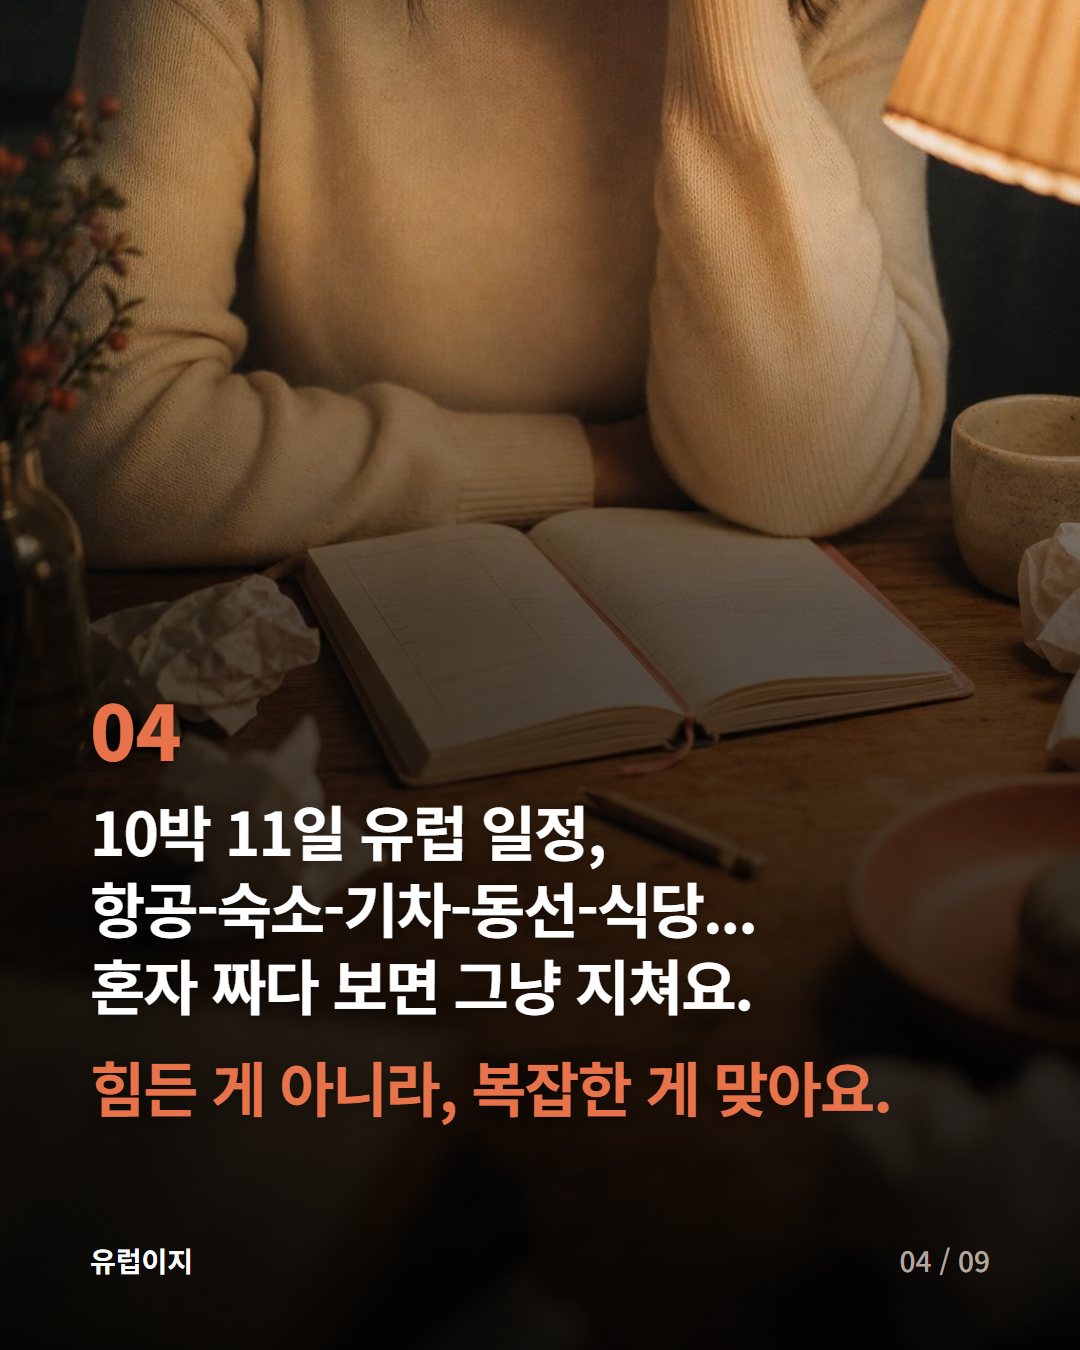 04
10박 11일 유럽 일정,
항공-숙소-기차-동선-식당...
혼자 짜다 보면 그냥 지쳐요.
힘든 게 아니라, 복잡한 게 맞아요.
유럽이지
04 / 09